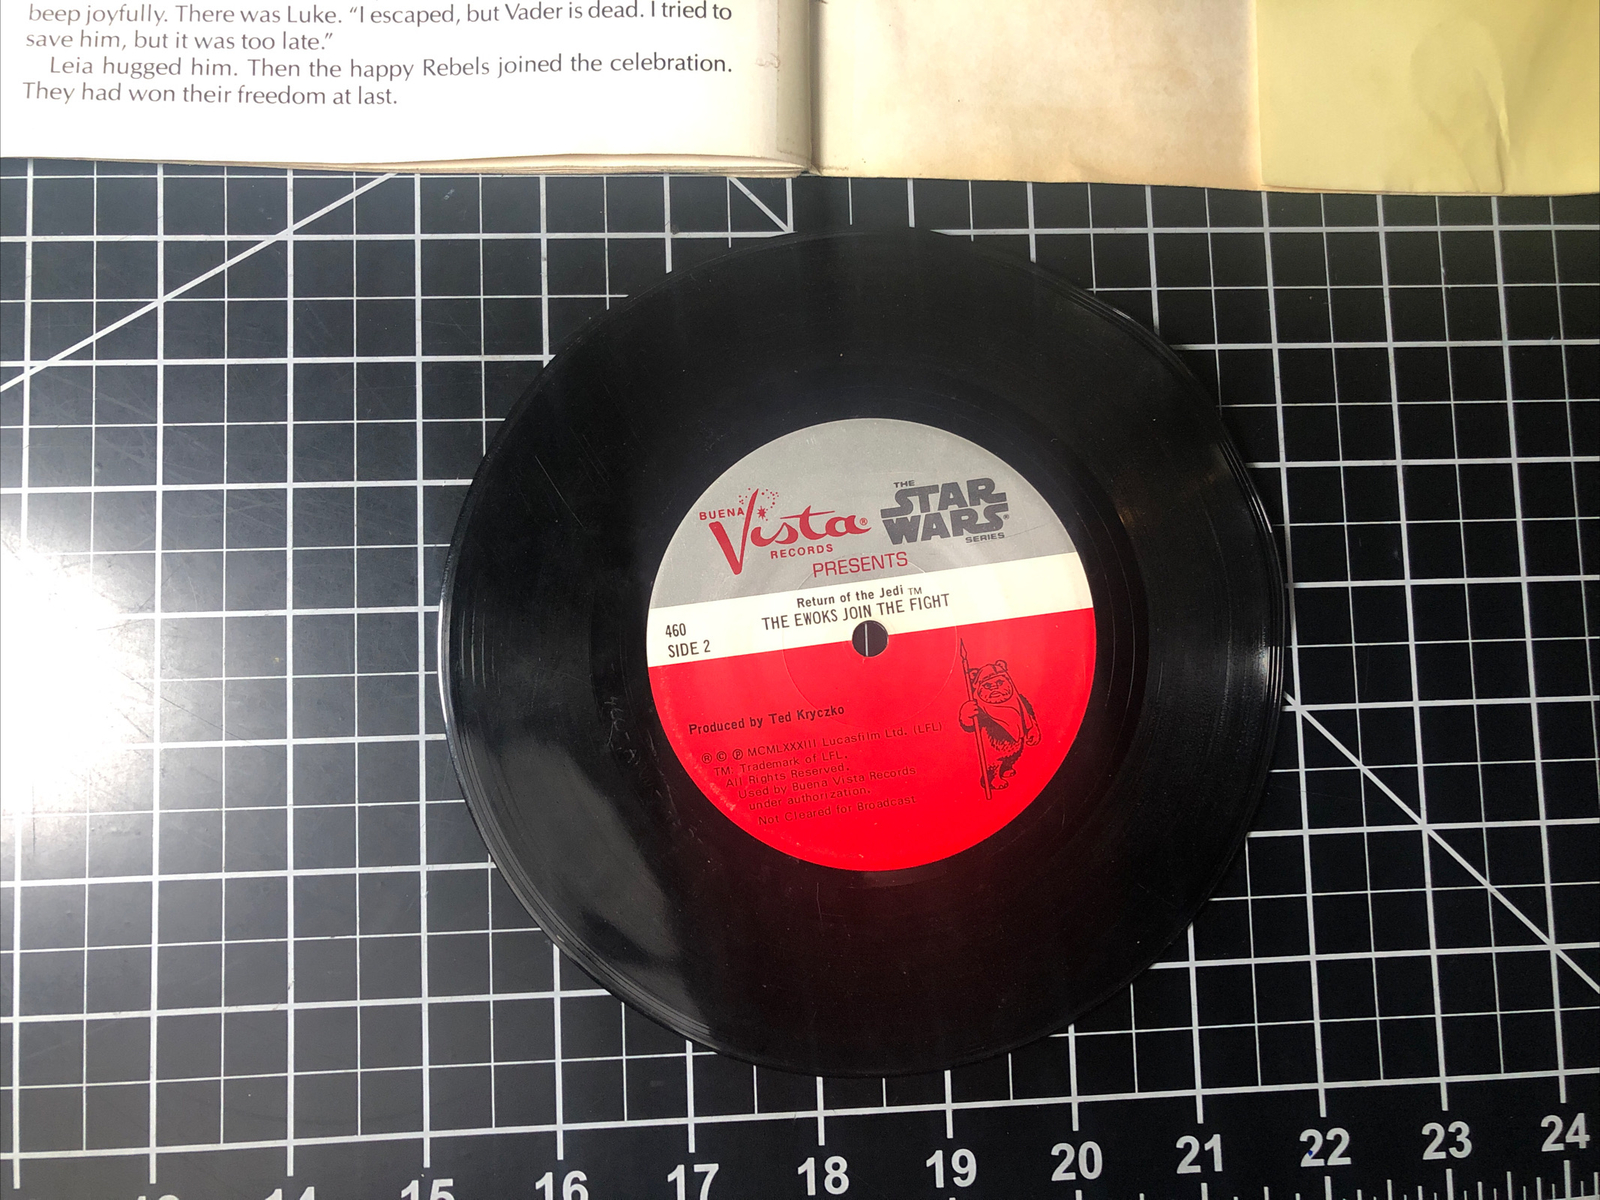 beep joyfully. There was Luke. “I escaped, but Vader is dead. I tried to
save him, but it was too late.”
Leia hugged him. Then the happy Rebels joined the celebration.
They had won their freedom at last.
BUENA
Vista®
RECORDS
THE
STAR
WARS®
SERIES
PRESENTS
Return of the Jedi TM
THE EWOKS JOIN THE FIGHT
460
SIDE 2
Produced by Ted Kryczko
® © ℗ MCMLXXXIII Lucasfilm Ltd. (LFL)
TM: Trademark of LFL.
All Rights Reserved.
Used by Buena Vista Records
under authorization.
Not Cleared for Broadcast
15 16 17 18 19 20 21 22 23 24